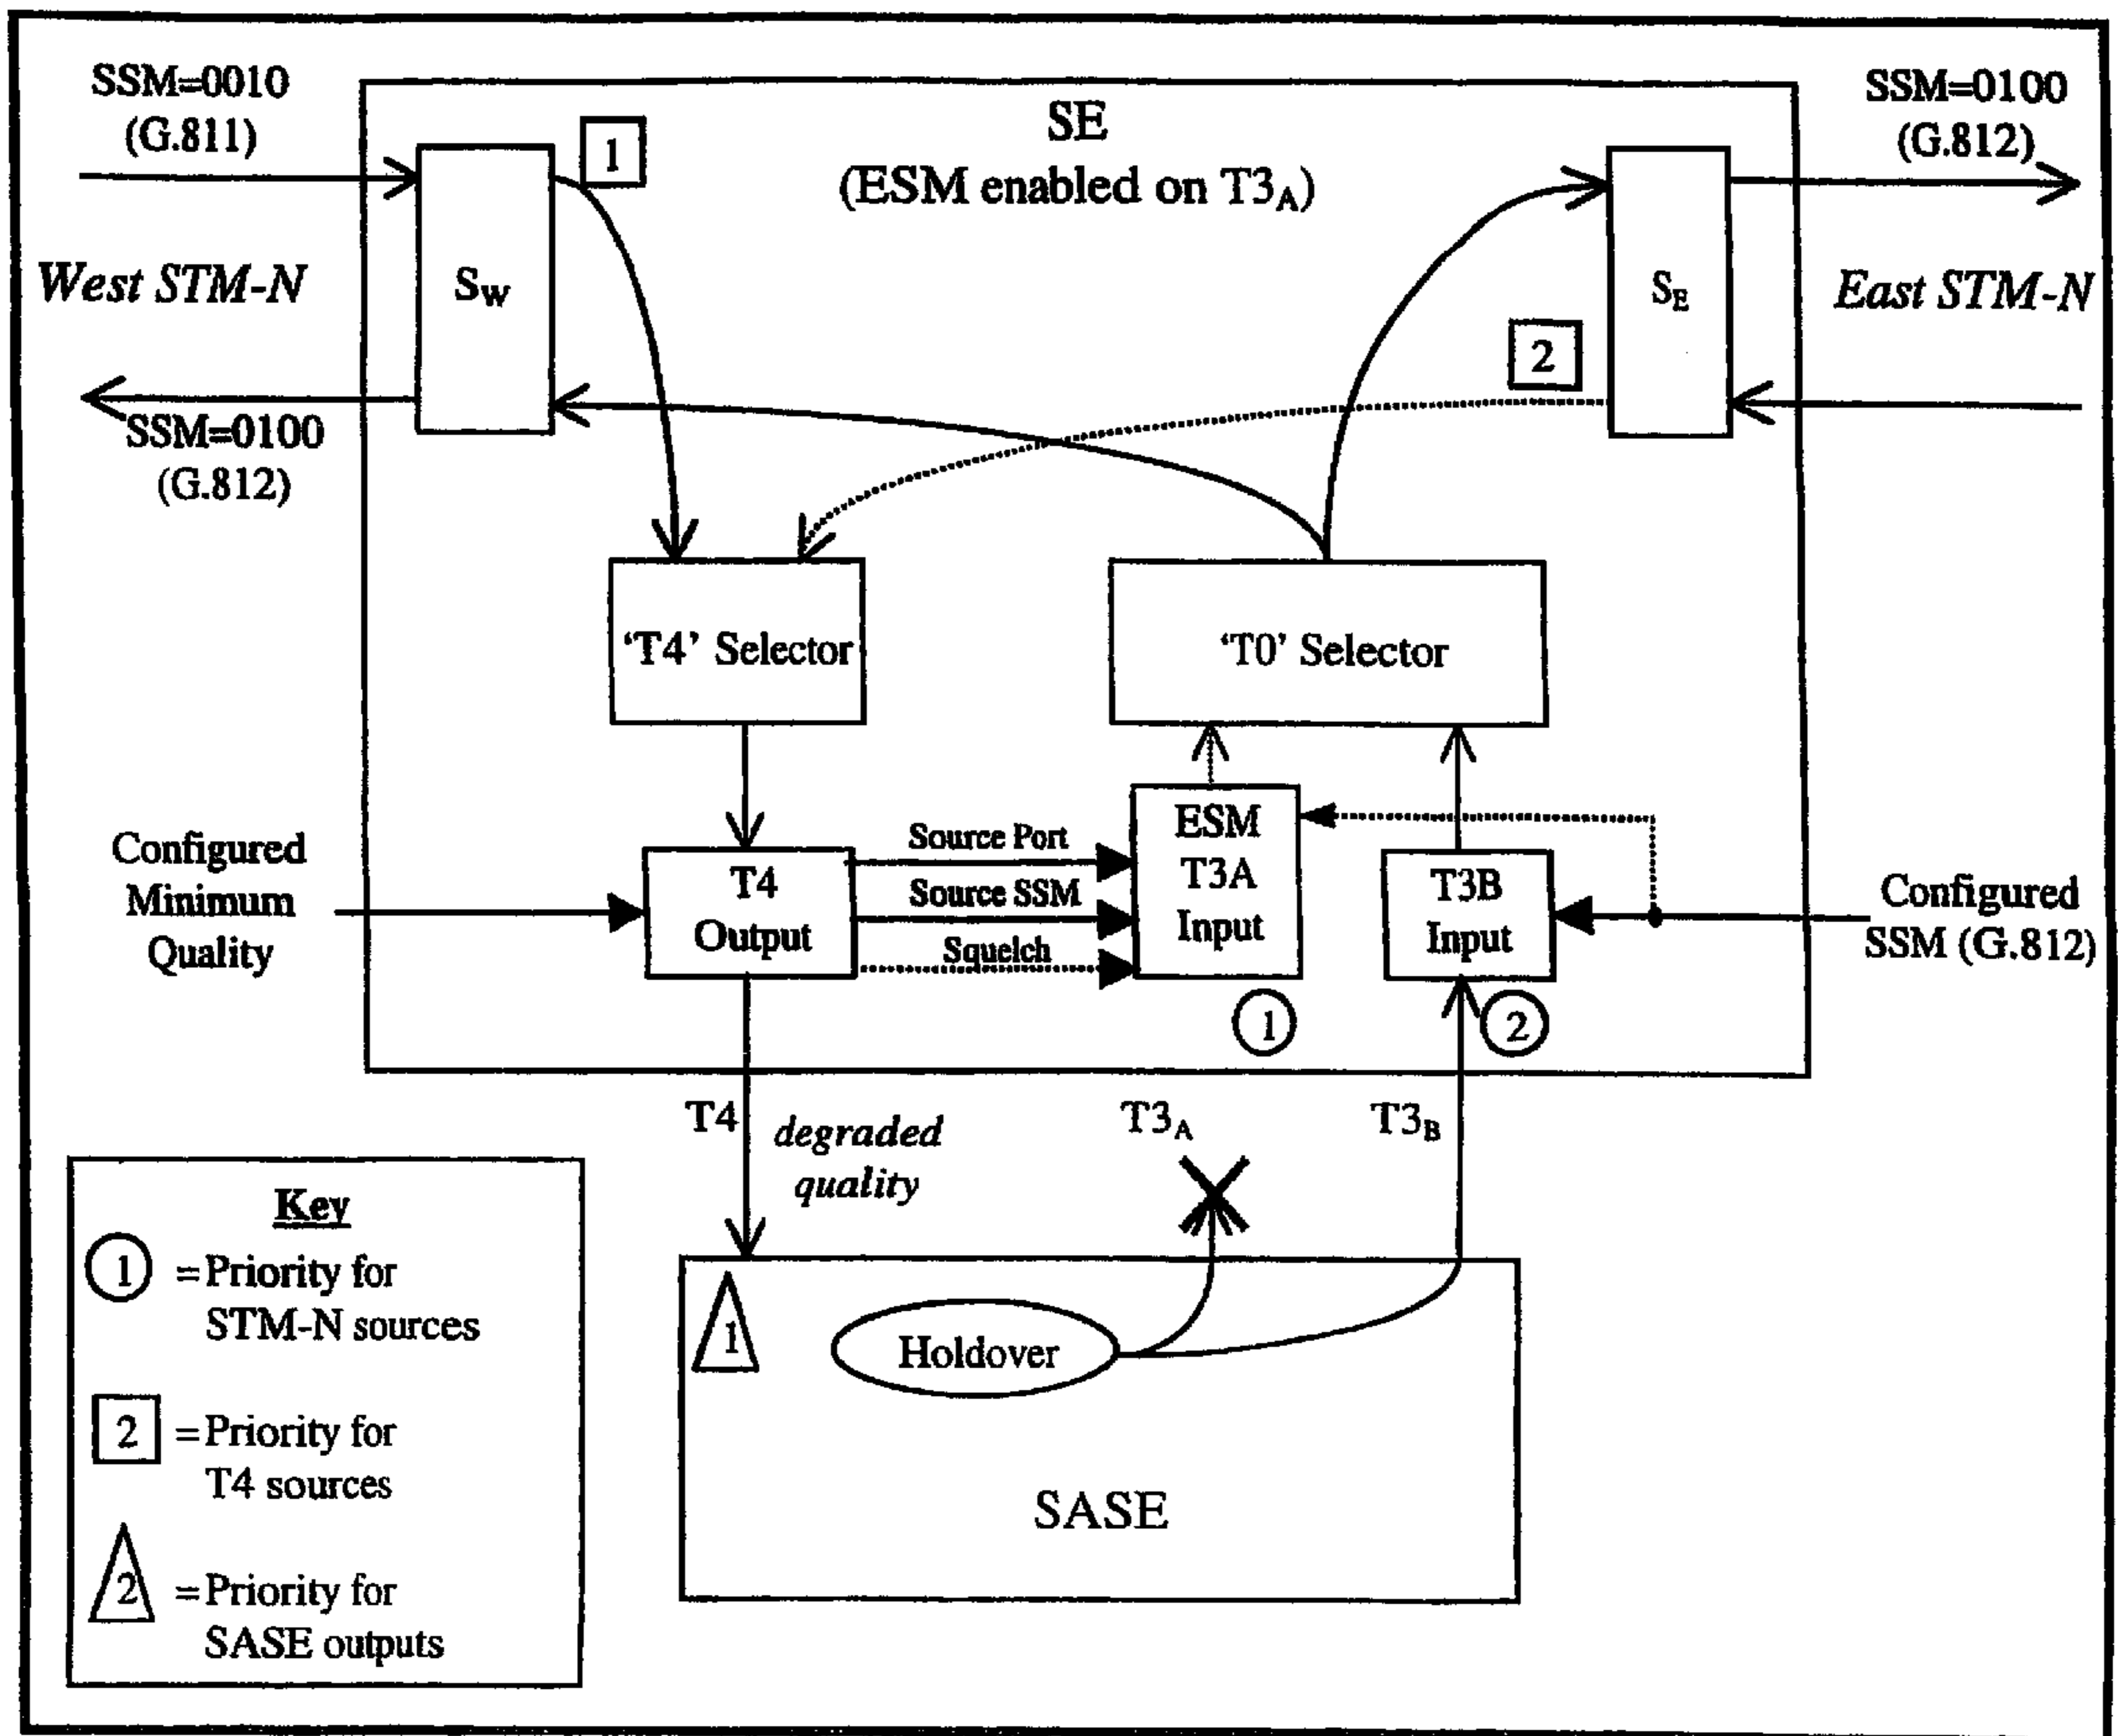 SSM=0010
(G.811)
1
SE
(ESM enabled on T3A)
SSM=0100
(G.812)
West STM-N
SW
SE
East STM-N
2
SSM=0100
(G.812)
‘T4’ Selector
‘T0’ Selector
Configured
Minimum
Quality
T4
Output
Source Port
Source SSM
Squelch
ESM
T3A
Input
T3B
Input
Configured
SSM (G.812)
1
2
T4
degraded
quality
T3A
T3B
Key
1 =Priority for
STM-N sources
2 =Priority for
T4 sources
2 =Priority for
SASE outputs
1
Holdover
SASE